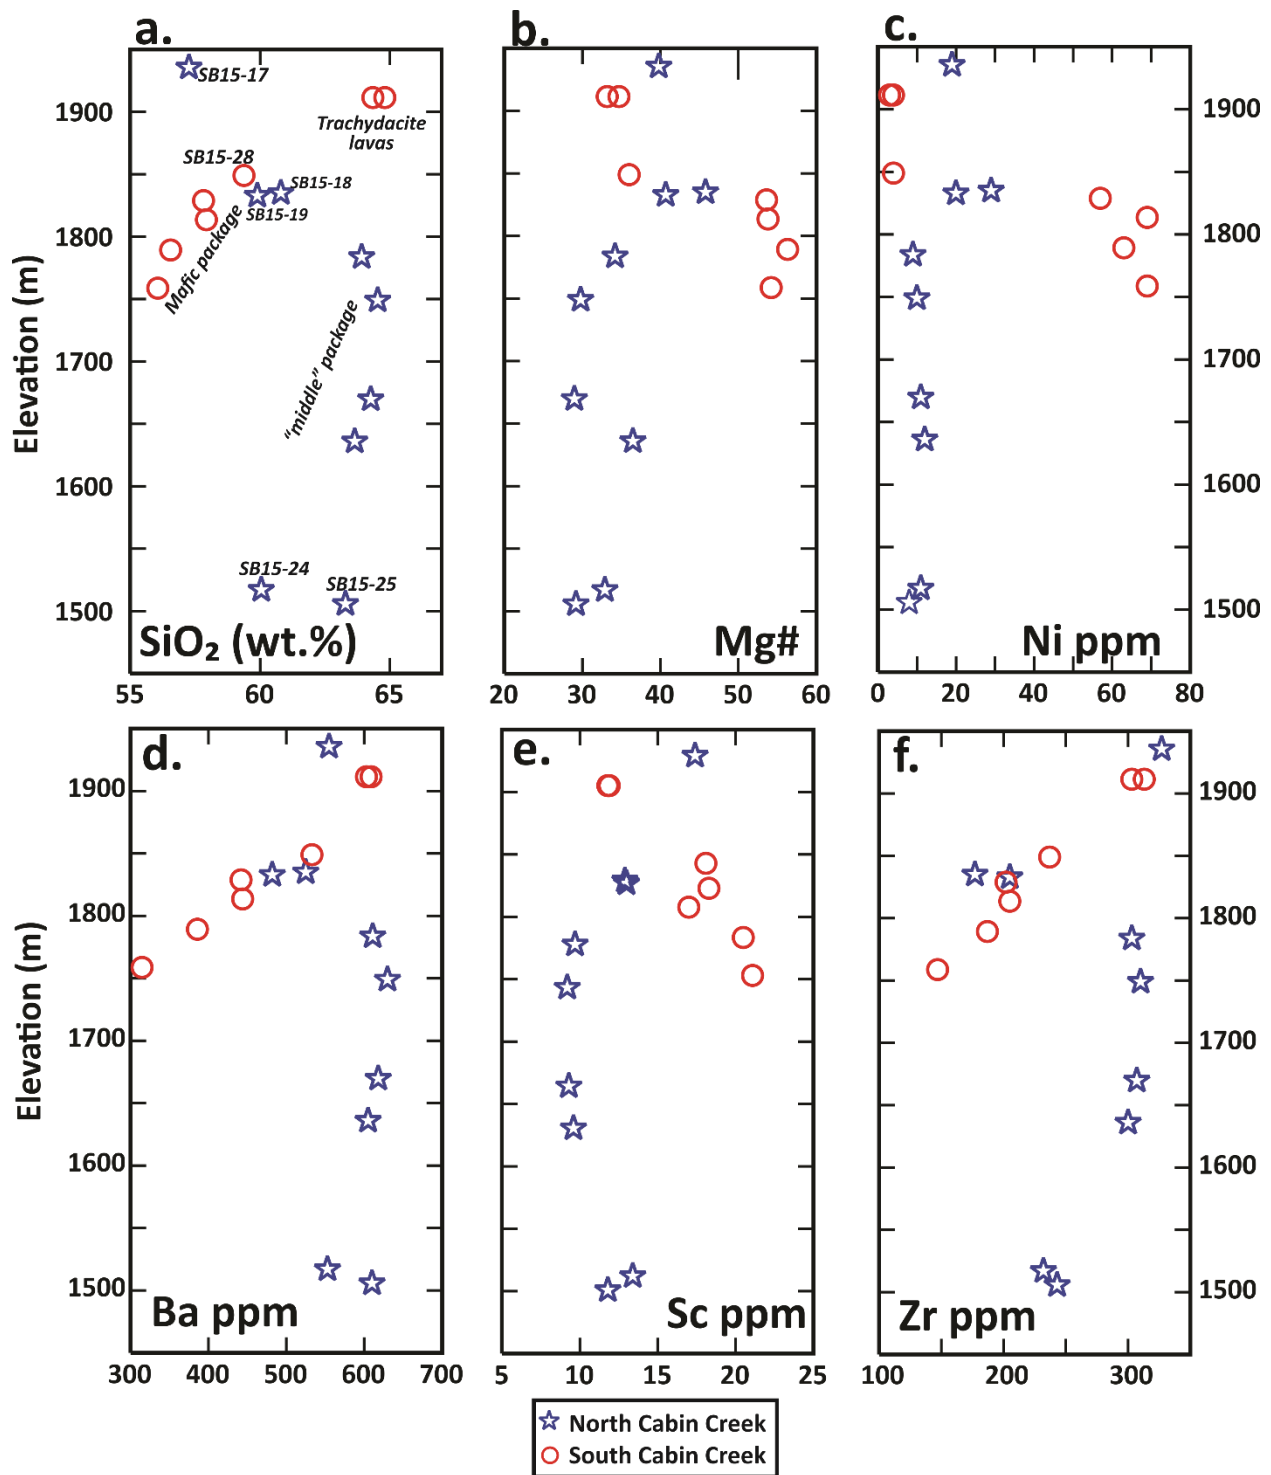 a.
b.
c.
SB15-17
1900
1900
Trachydacite
lavas
SB15-28
SB15-18
SB15-19
Mafic package
1800
1800
Elevation (m)
1700
1700
"middle" package
1600
1600
SB15-24
SB15-25
1500
1500
SiO₂ (wt.%)
Mg#
Ni ppm
55 60 65
20 30 40 50 60
0 20 40 60 80
d.
e.
f.
1900
1900
1800
1800
Elevation (m)
1700
1700
1600
1600
1500
1500
Ba ppm
Sc ppm
Zr ppm
300 400 500 600 700
5 10 15 20 25
100 200 300
North Cabin Creek
South Cabin Creek